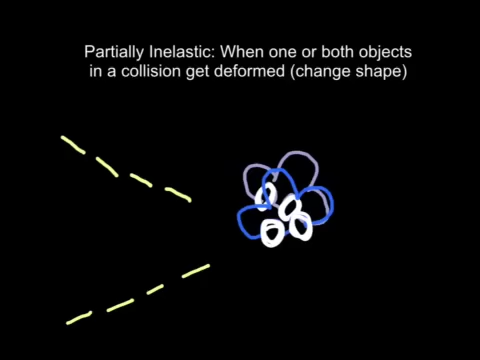 Partially Inelastic: When one or both objects
in a collision get deformed (change shape)